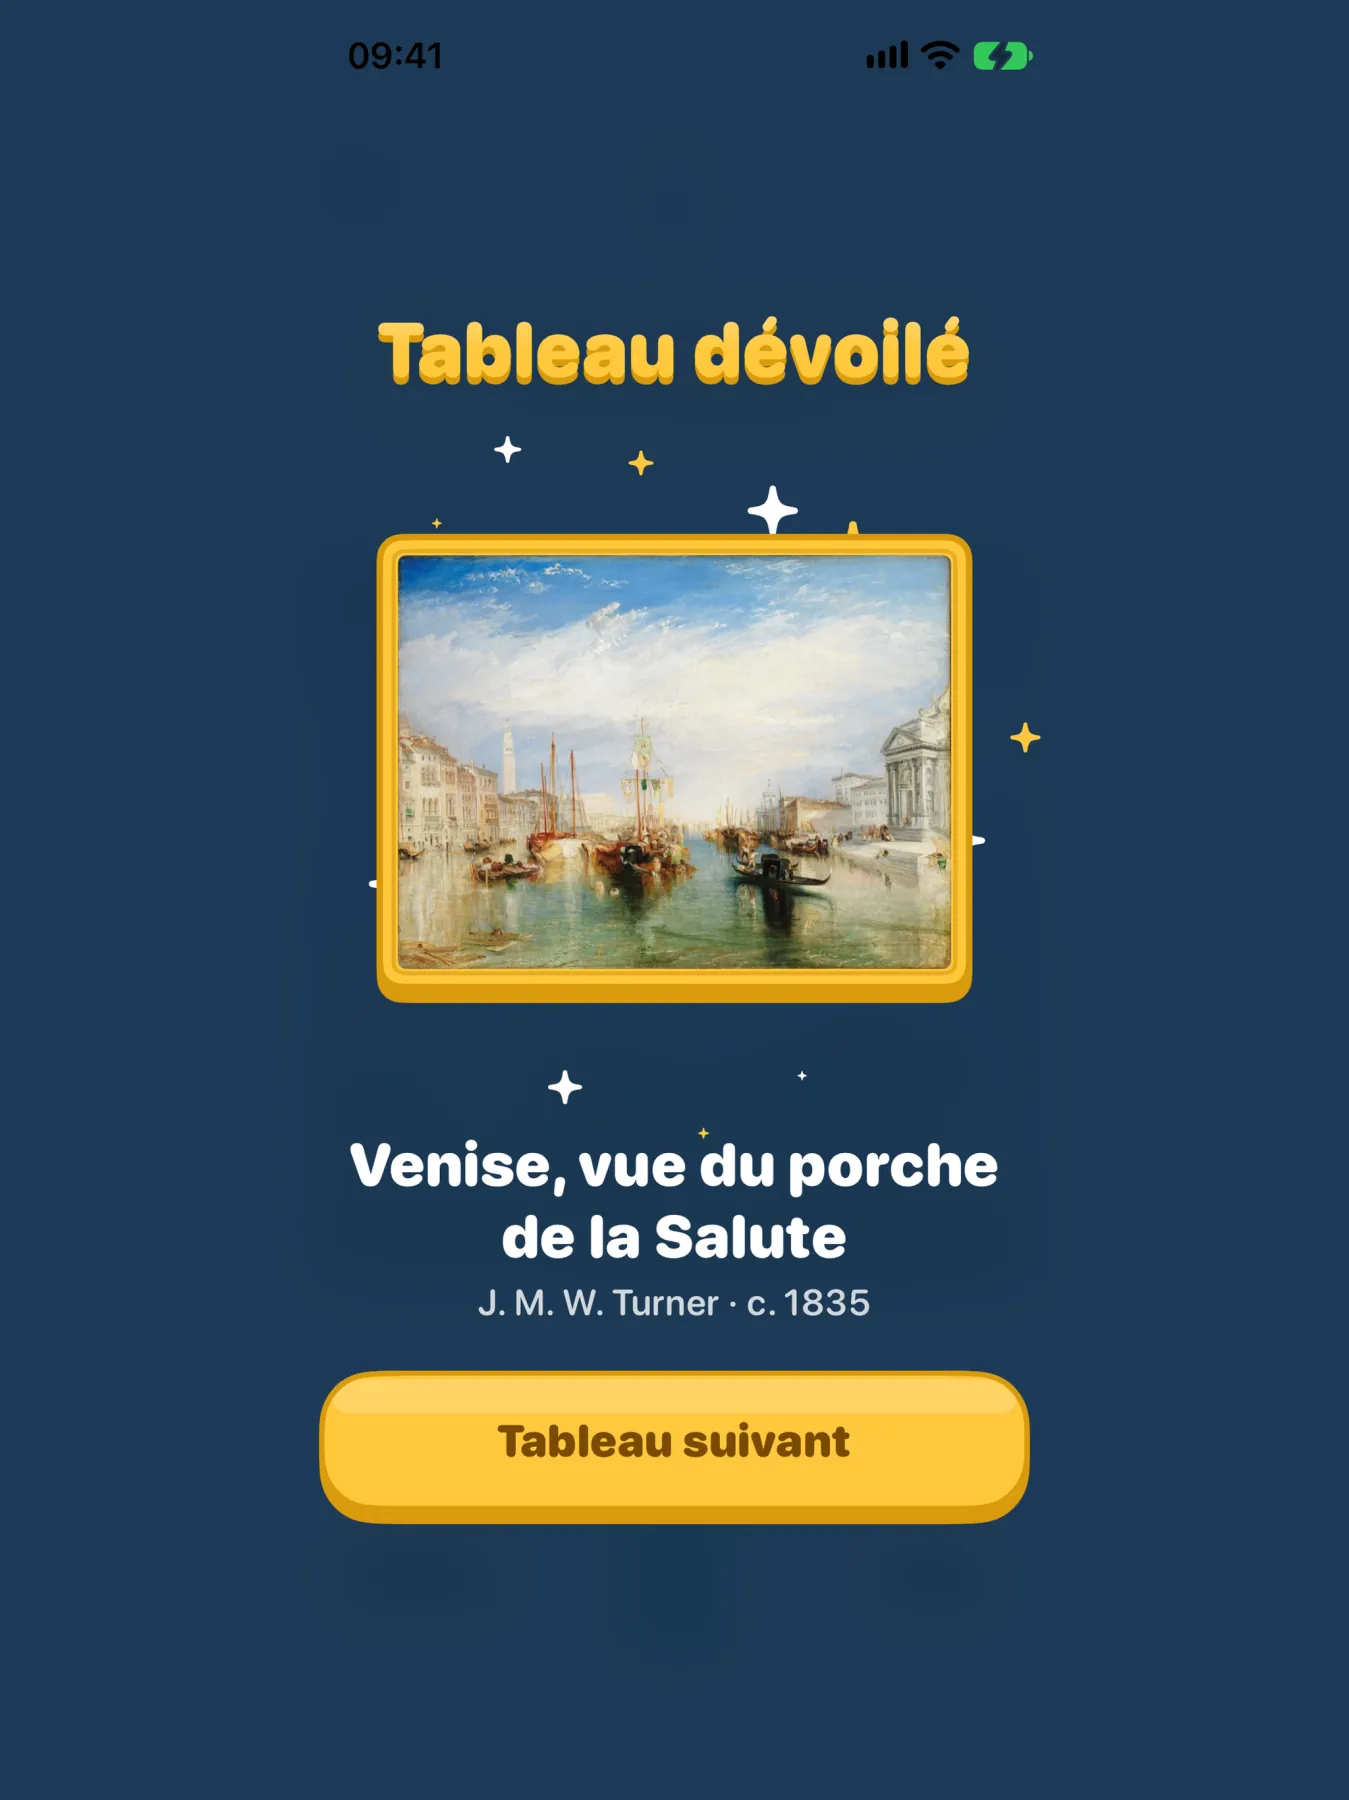 09:41
Tableau dévoilé
Venise, vue du porche
de la Salute
J. M. W. Turner · c. 1835
Tableau suivant